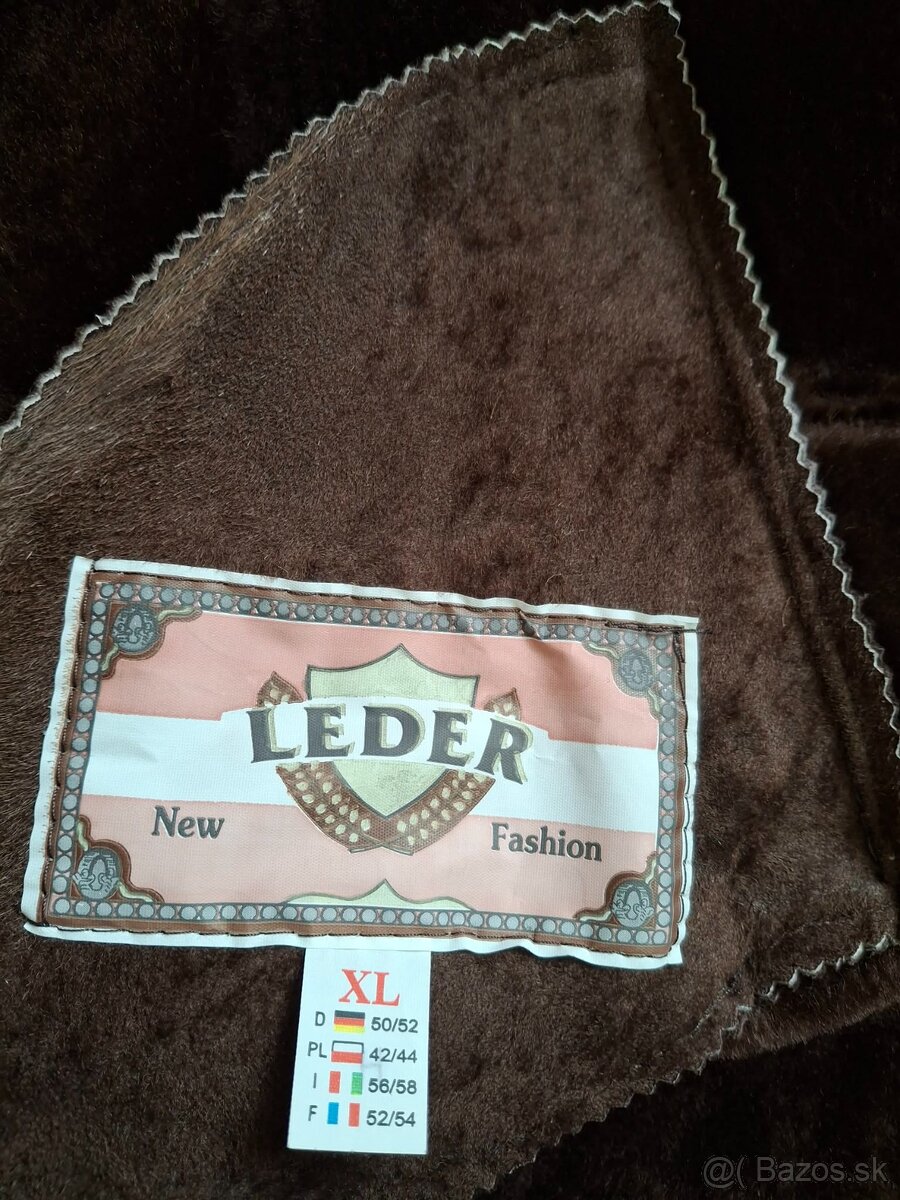 LEDER
New Fashion
XL
D 50/52
PL 42/44
I 56/58
F 52/54
@( Bazos.sk